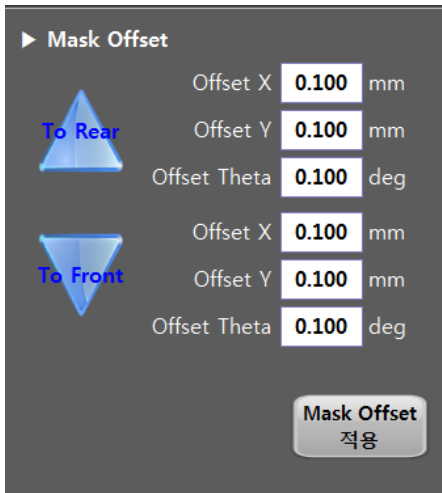 ▶ Mask Offset
To Rear
Offset X 0.100 mm
Offset Y 0.100 mm
Offset Theta 0.100 deg
To Front
Offset X 0.100 mm
Offset Y 0.100 mm
Offset Theta 0.100 deg
Mask Offset
적용